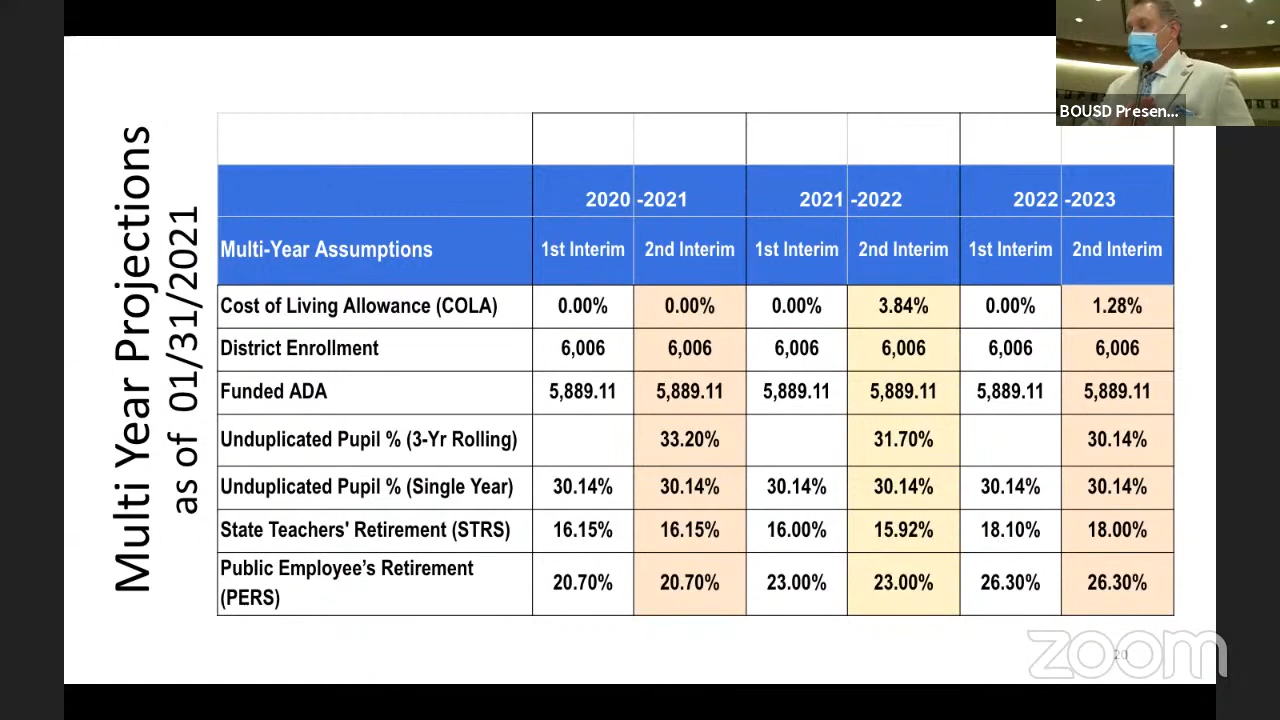 BOUSD Presen...
Multi Year Projections
as of 01/31/2021
2020 -2021 2021 -2022 2022 -2023
Multi-Year Assumptions 1st Interim 2nd Interim 1st Interim 2nd Interim 1st Interim 2nd Interim
Cost of Living Allowance (COLA) 0.00% 0.00% 0.00% 3.84% 0.00% 1.28%
District Enrollment 6,006 6,006 6,006 6,006 6,006 6,006
Funded ADA 5,889.11 5,889.11 5,889.11 5,889.11 5,889.11 5,889.11
Unduplicated Pupil % (3-Yr Rolling) 33.20% 31.70% 30.14%
Unduplicated Pupil % (Single Year) 30.14% 30.14% 30.14% 30.14% 30.14% 30.14%
State Teachers' Retirement (STRS) 16.15% 16.15% 16.00% 15.92% 18.10% 18.00%
Public Employee’s Retirement
(PERS) 20.70% 20.70% 23.00% 23.00% 26.30% 26.30%
zoom
20